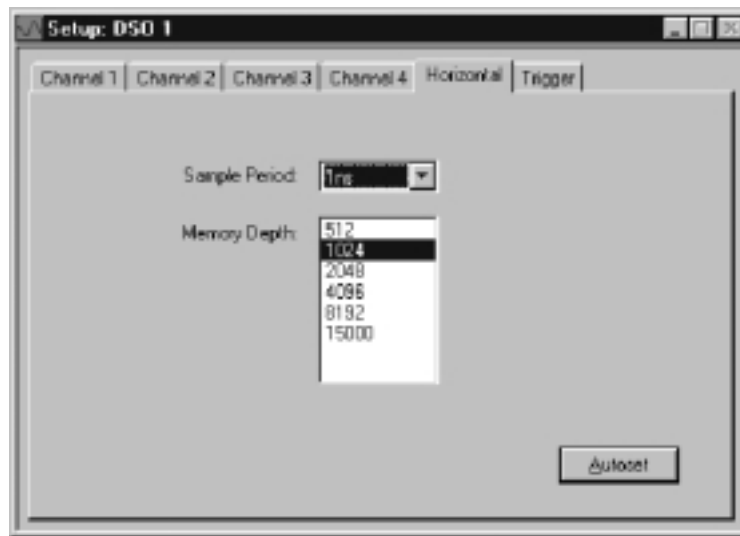 Setup: DSO 1
Channel 1 Channel 2 Channel 3 Channel 4 Horizontal Trigger
Sample Period: 1ns
Memory Depth: 512
1024
2048
4096
8192
15000
Autoset